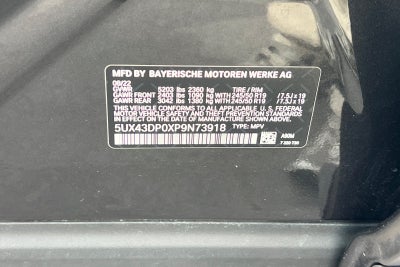 MFD BY BAYERISCHE MOTOREN WERKE AG
09/22
GVWR 5203 lbs 2360 kg TIRE / RIM
GAWR FRONT 2403 lbs 1090 kg WITH 245/50 R19 / 7.5 J x 19
GAWR REAR 3042 lbs 1380 kg WITH 245/50 R19 / 7.5 J x 19
THIS VEHICLE CONFORMS TO ALL APPLICABLE U.S. FEDERAL
MOTOR VEHICLE SAFETY AND THEFT PREVENTION STANDARDS
IN EFFECT ON THE DATE OF MANUFACTURE SHOWN ABOVE.
5UX43DP0XP9N73918 TYPE: MPV